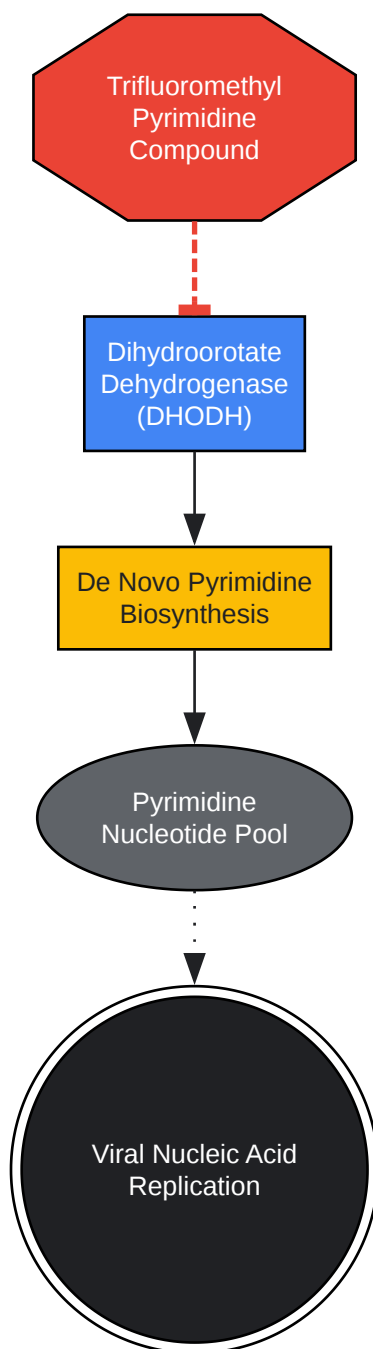 Trifluoromethyl
Pyrimidine
Compound
Dihydroorotate
Dehydrogenase
(DHODH)
De Novo Pyrimidine
Biosynthesis
Pyrimidine
Nucleotide Pool
Viral Nucleic Acid
Replication